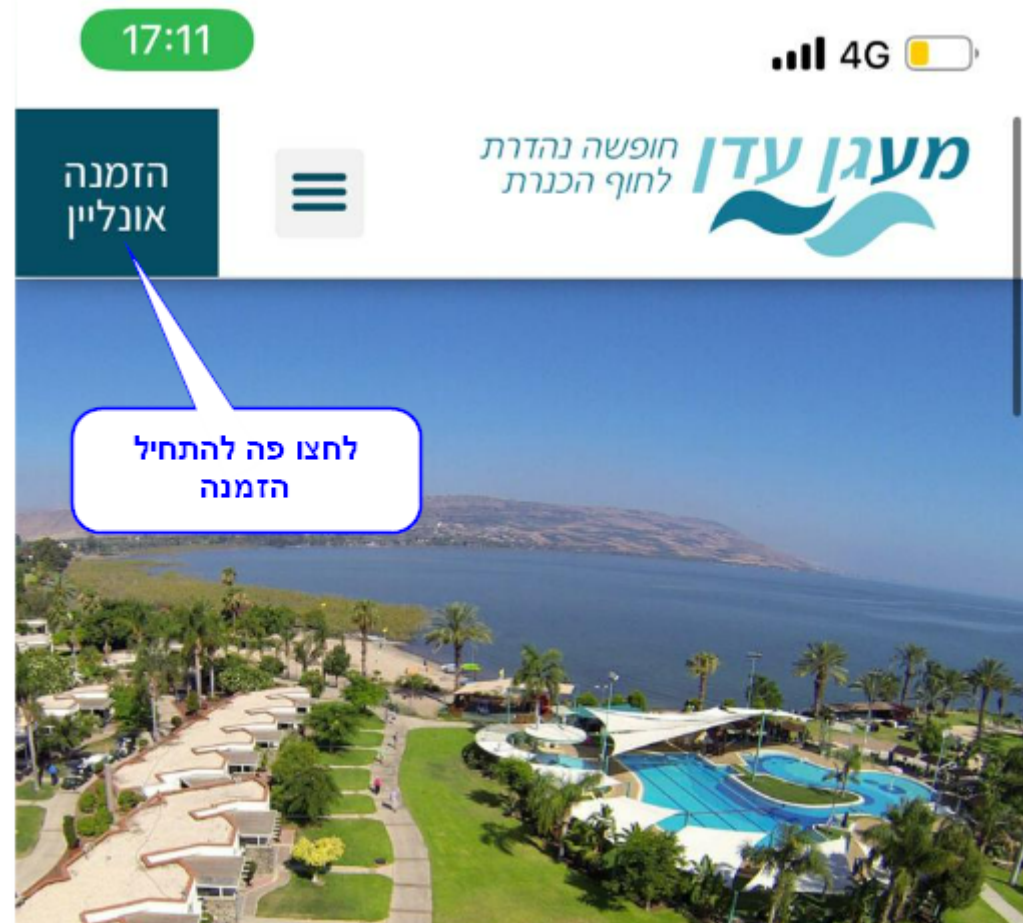 17:11
4G
מעגן עדן
חופשה נהדרת
לחוף הכנרת
הזמנה
אונליין
לחצו פה להתחיל
הזמנה